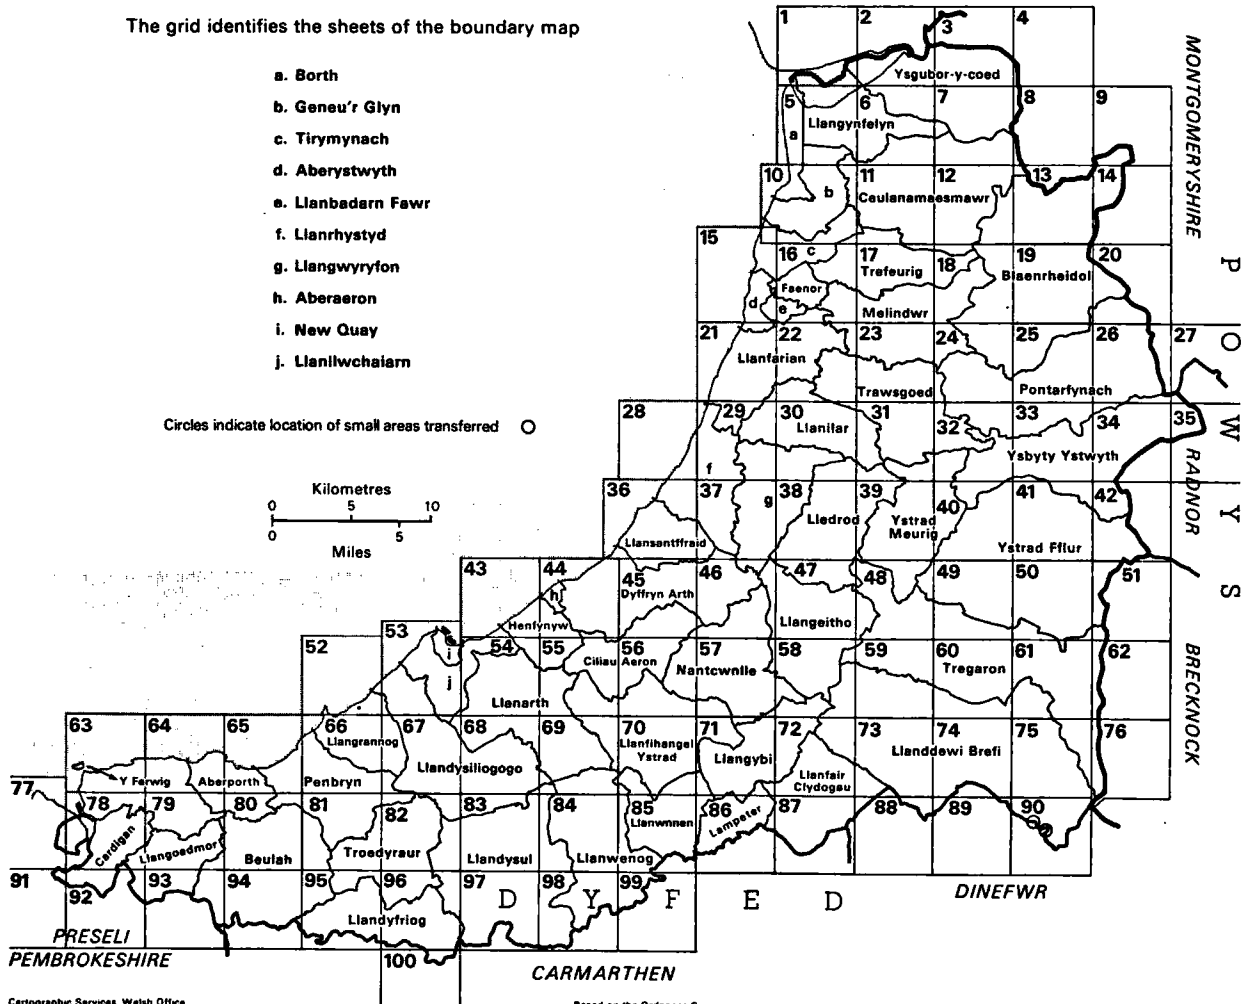 The grid identifies the sheets of the boundary map
a. Borth
b. Geneu'r Glyn
c. Tirymynach
d. Aberystwyth
e. Llanbadarn Fawr
f. Llanrhystyd
g. Llangwyryfon
h. Aberaeron
i. New Quay
j. Llanllwchaiarn
Circles indicate location of small areas transferred
Kilometres
0 5 10
0 5
Miles
1 2 3 4
Ysgubor-y-coed
5 6 7 8 9
a Llangynfelyn
10 11 12 13 14
b Ceulanamaesmawr
15
16 c 17 18 19 20
Trefeurig Blaenrheidol
Faenor
d e Melindwr
21 22 23 24 25 26 27
Llanfarian
Trawsgoed Pontarfynach
28 29 30 31 32 33 34 35
Llanilar
Ysbyty Ystwyth
f
36 37 g 38 39 40 41 42
Lledrod Ystrad Meurig
Llansantffraid Ystrad Fflur
43 44 45 46 47 48 49 50 51
h Dyffryn Arth
Henfynyw Llangeitho
52 53 54 55 56 57 58 59 60 61 62
i Ciliau Aeron Nantcwnlle Tregaron
j Llanarth
63 64 65 66 67 68 69 70 71 72 73 74 75 76
Llangrannog Llanfihangel Ystrad Llangybi Llanddewi Brefi
Y Ferwig Aberporth Penbryn Llandysiliogogo Llanfair Clydogau
77 78 79 80 81 82 83 84 85 86 87 88 89 90
Cardigan Llangoedmor Beulah Troedyraur Llandysul Llanwenog Llanwnnen Lampeter
91 92 93 94 95 96 97 98 99
Llandyfriog
100
MONTGOMERYSHIRE
RADNOR
BRECKNOCK
P O W Y S
D Y F E D
DINEFWR
PRESELI
PEMBROKESHIRE
CARMARTHEN
Cartographic Services, Welsh Office
Based on the Ordnance S